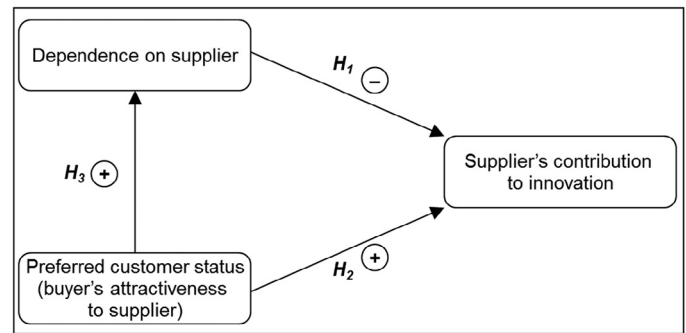 Dependence on supplier
H1 −
Supplier's contribution
to innovation
H3 +
Preferred customer status
(buyer's attractiveness
to supplier)
H2 +